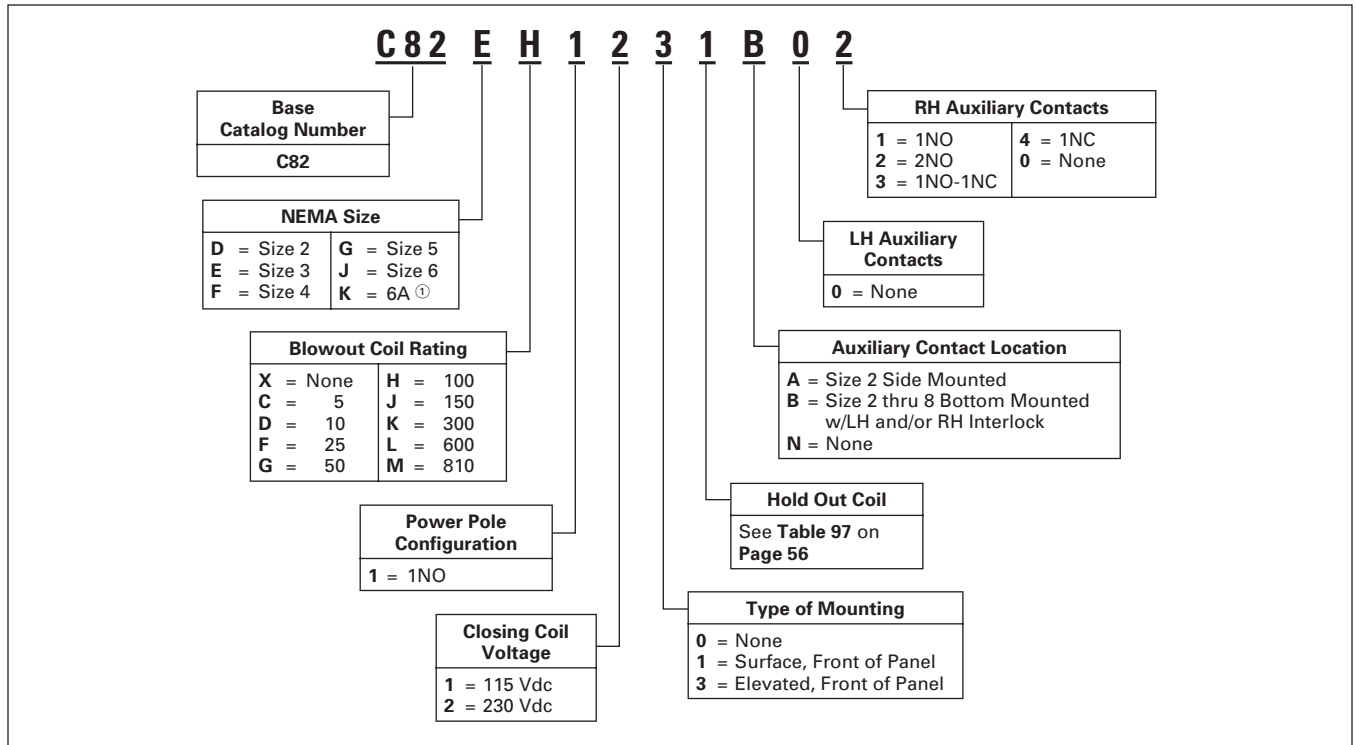 C82 E H 1 2 3 1 B 0 2
Base
Catalog Number
C82
NEMA Size
D = Size 2
E = Size 3
F = Size 4
G = Size 5
J = Size 6
K = 6A ①
Blowout Coil Rating
X = None
C = 5
D = 10
F = 25
G = 50
H = 100
J = 150
K = 300
L = 600
M = 810
Power Pole
Configuration
1 = 1NO
Closing Coil
Voltage
1 = 115 Vdc
2 = 230 Vdc
RH Auxiliary Contacts
1 = 1NO
2 = 2NO
3 = 1NO-1NC
4 = 1NC
0 = None
LH Auxiliary
Contacts
0 = None
Auxiliary Contact Location
A = Size 2 Side Mounted
B = Size 2 thru 8 Bottom Mounted
w/LH and/or RH Interlock
N = None
Hold Out Coil
See Table 97 on
Page 56
Type of Mounting
0 = None
1 = Surface, Front of Panel
3 = Elevated, Front of Panel